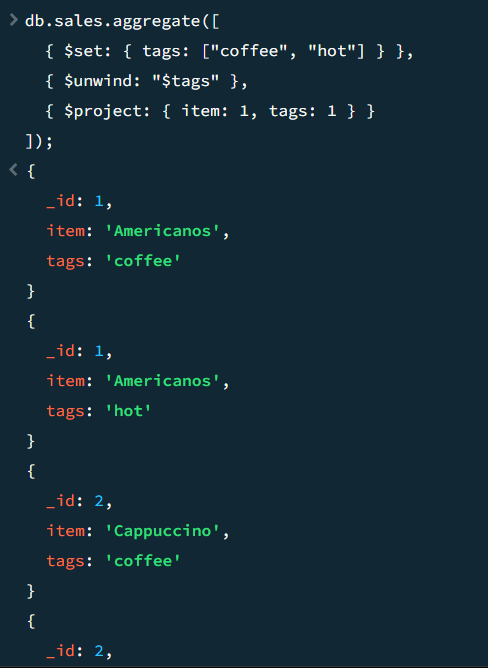 > db.sales.aggregate([
{ $set: { tags: ["coffee", "hot"] } },
{ $unwind: "$tags" },
{ $project: { item: 1, tags: 1 } }
]);
< {
_id: 1,
item: 'Americanos',
tags: 'coffee'
}
{
_id: 1,
item: 'Americanos',
tags: 'hot'
}
{
_id: 2,
item: 'Cappuccino',
tags: 'coffee'
}
{
_id: 2,